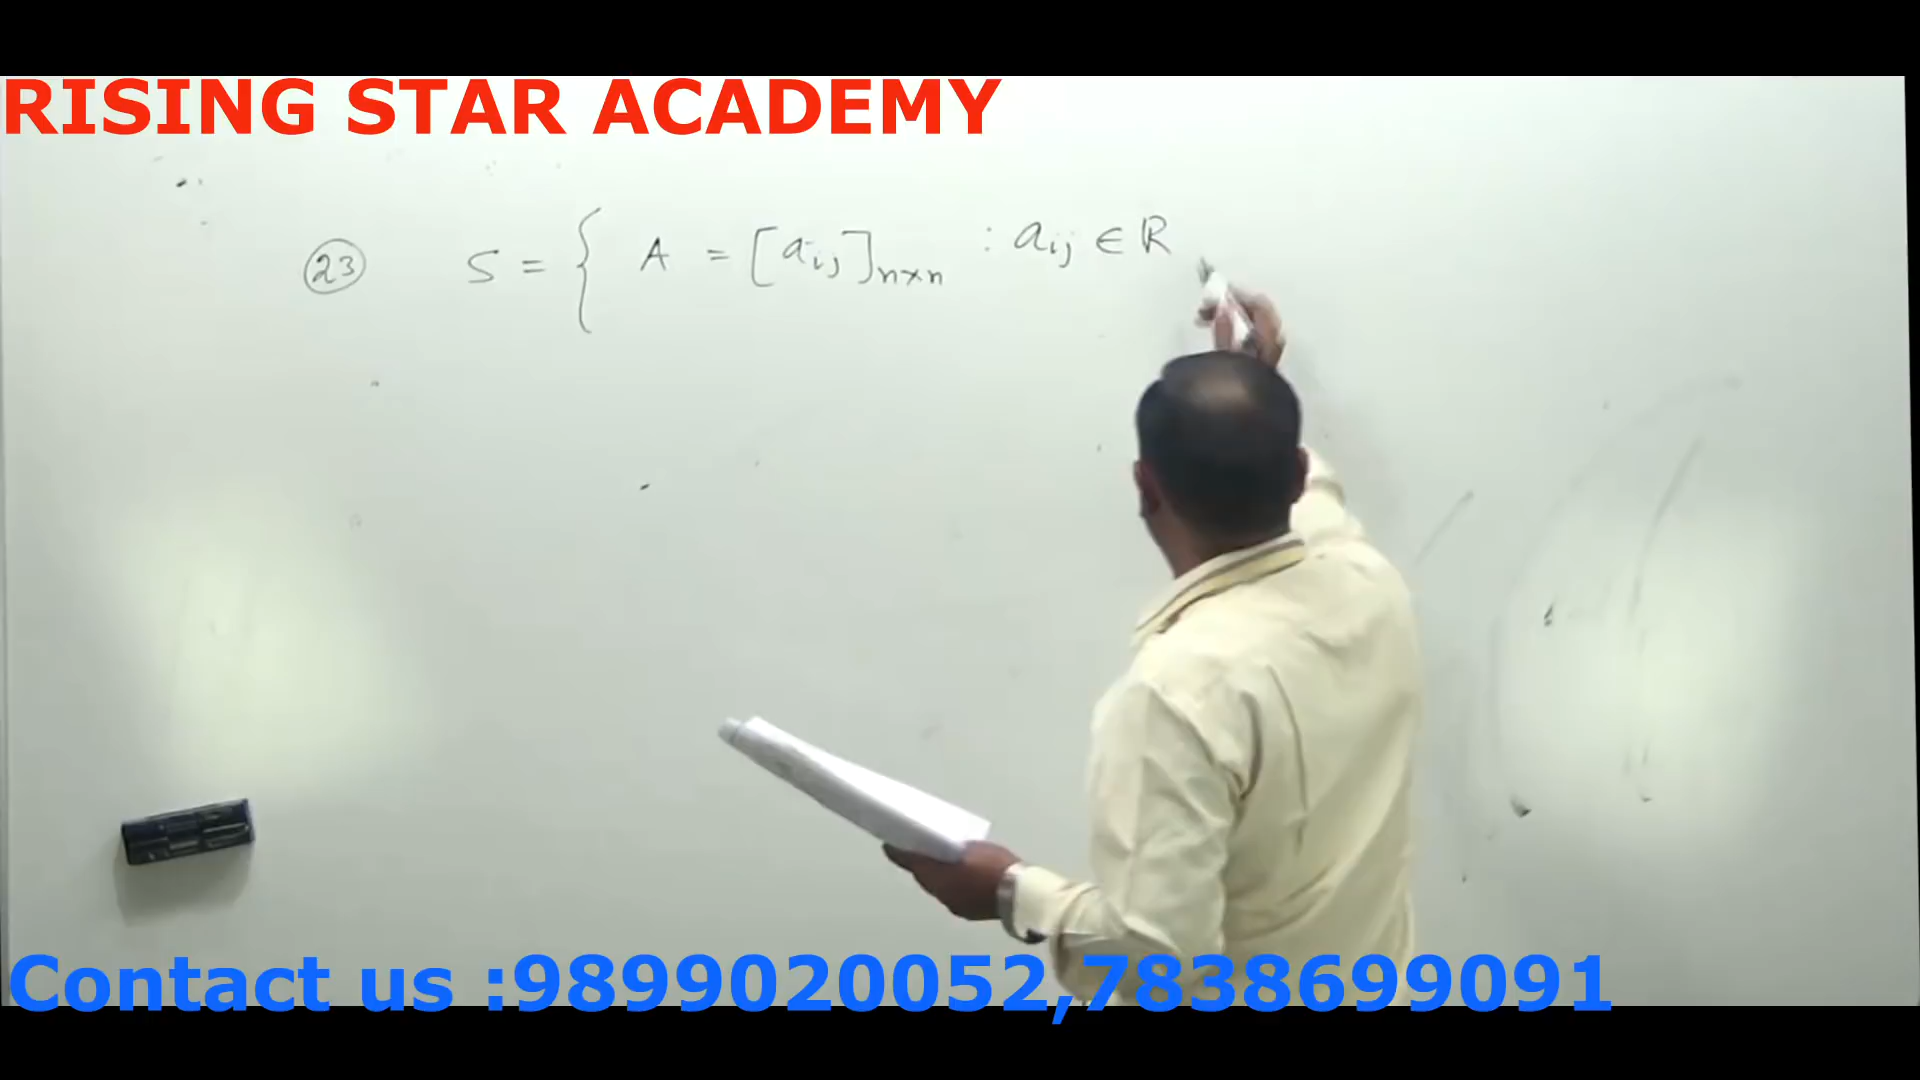 RISING STAR ACADEMY
23 S = { A = [aij]n×n : aij ∈ ℝ
Contact us :9899020052,7838699091